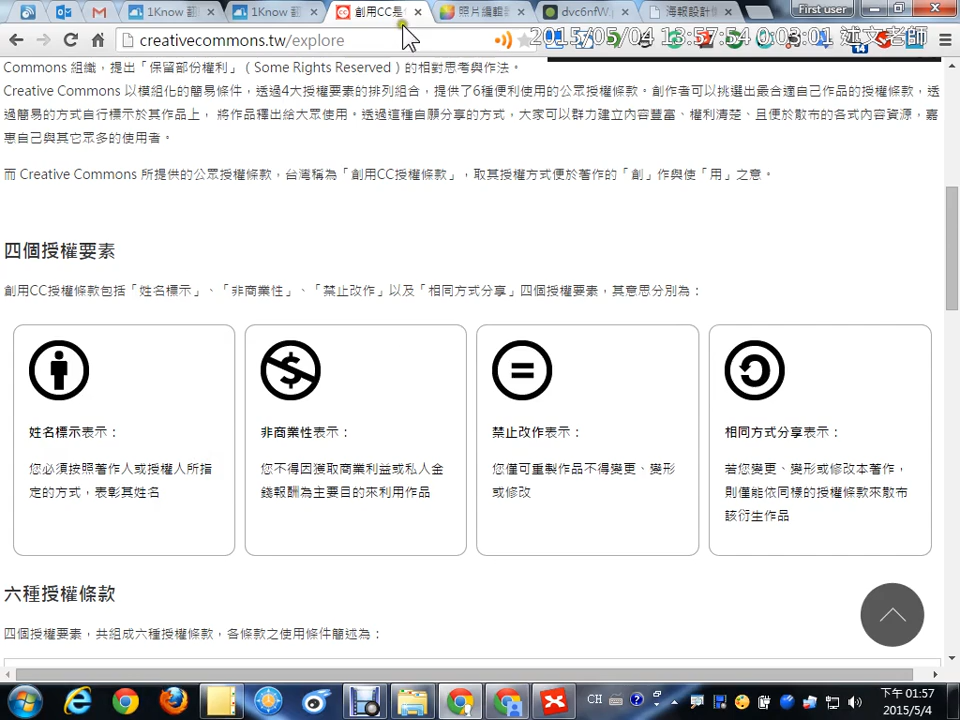 1Know 翻
1Know 翻
創用CC是
照片編輯
dvc6nfW.p
海報設計
First user
creativecommons.tw/explore
2015/05/04 13:57:54 0:03:01 述文老師
Commons 組織，提出「保留部份權利」（Some Rights Reserved）的相對思考與作法。
Creative Commons 以模組化的簡易條件，透過4大授權要素的排列組合，提供了6種便利使用的公眾授權條款。創作者可以挑選出最合適自己作品的授權條款，透
過簡易的方式自行標示於其作品上， 將作品釋出給大眾使用。透過這種自願分享的方式，大家可以群力建立內容豐富、權利清楚、且便於散布的各式內容資源，嘉
惠自己與其它眾多的使用者。
而 Creative Commons 所提供的公眾授權條款，台灣稱為「創用CC授權條款」，取其授權方式便於著作的「創」作與使「用」之意。
四個授權要素
創用CC授權條款包括「姓名標示」、「非商業性」、「禁止改作」以及「相同方式分享」四個授權要素，其意思分別為：
姓名標示表示：
您必須按照著作人或授權人所指
定的方式，表彰其姓名
非商業性表示：
您不得因獲取商業利益或私人金
錢報酬為主要目的來利用作品
禁止改作表示：
您僅可重製作品不得變更、變形
或修改
相同方式分享表示：
若您變更、變形或修改本著作，
則僅能依同樣的授權條款來散布
該衍生作品
六種授權條款
四個授權要素，共組成六種授權條款，各條款之使用條件簡述為：
CH
下午 01:57
2015/5/4